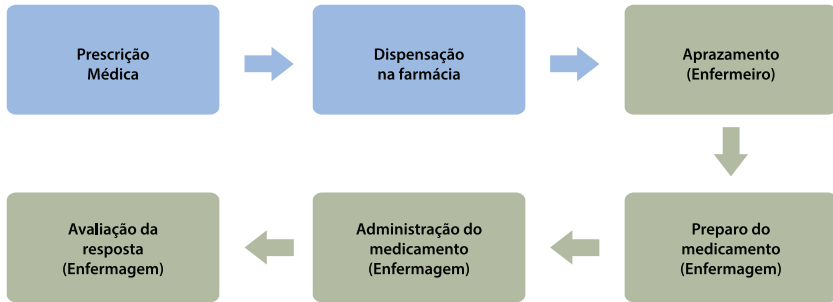 Prescrição
Médica
Dispensação
na farmácia
Aprazamento
(Enfermeiro)
Preparo do
medicamento
(Enfermagem)
Administração do
medicamento
(Enfermagem)
Avaliação da
resposta
(Enfermagem)